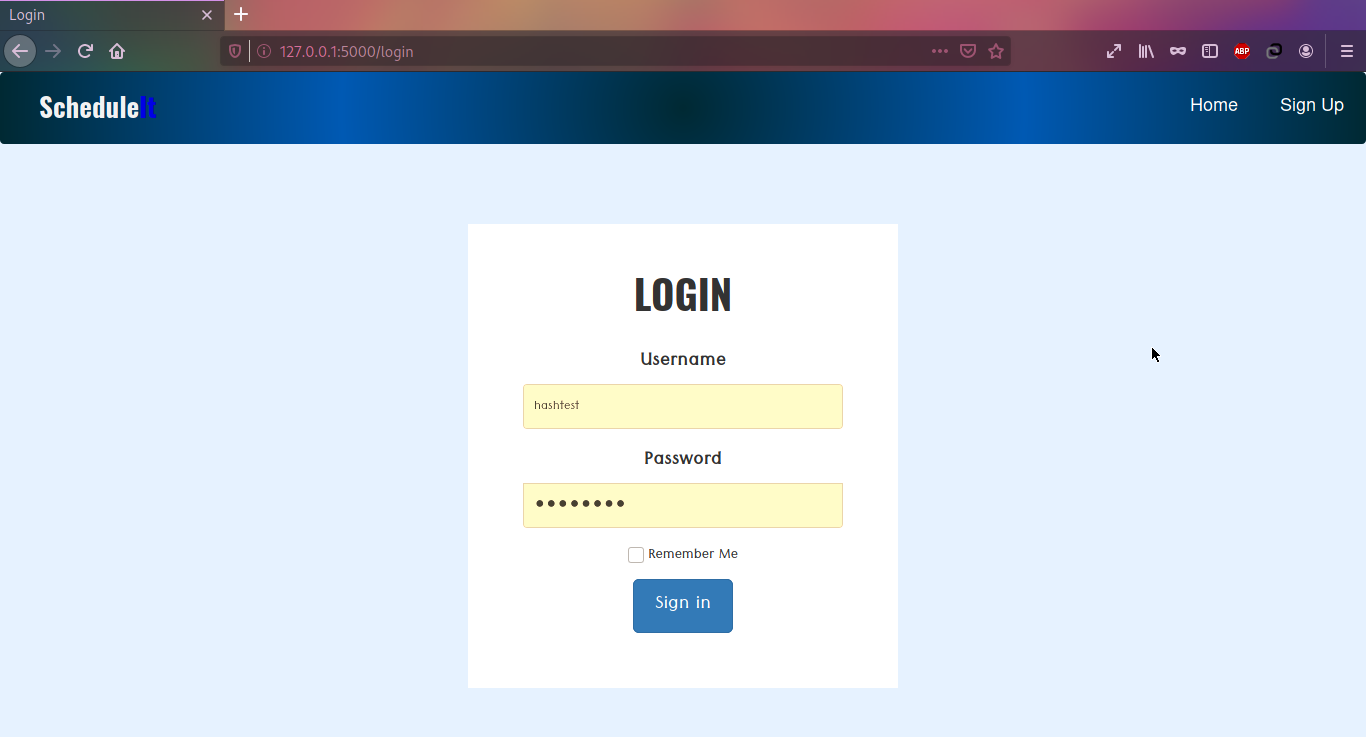 Login
127.0.0.1:5000/login
ABP
ScheduleIt
Home
Sign Up
LOGIN
Username
hashtest
Password
Remember Me
Sign in